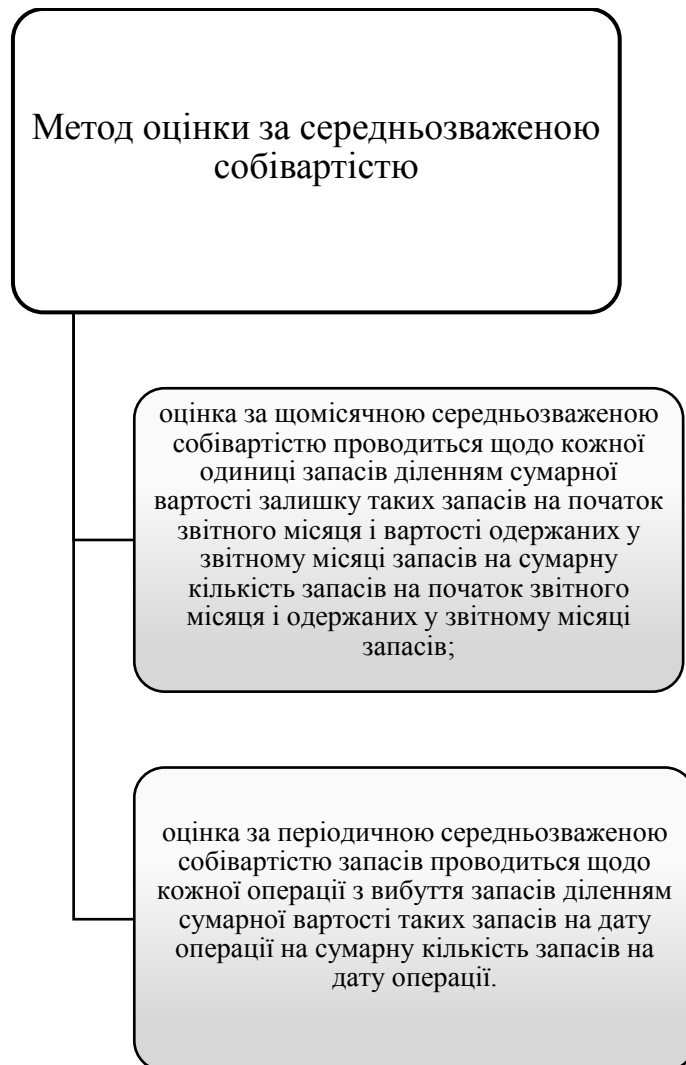 Метод оцінки за середньозваженою
собівартістю
оцінка за щомісячною середньозваженою
собівартістю проводиться щодо кожної
одиниці запасів діленням сумарної
вартості залишку таких запасів на початок
звітного місяця і вартості одержаних у
звітному місяці запасів на сумарну
кількість запасів на початок звітного
місяця і одержаних у звітному місяці
запасів;
оцінка за періодичною середньозваженою
собівартістю запасів проводиться щодо
кожної операції з вибуття запасів діленням
сумарної вартості таких запасів на дату
операції на сумарну кількість запасів на
дату операції.